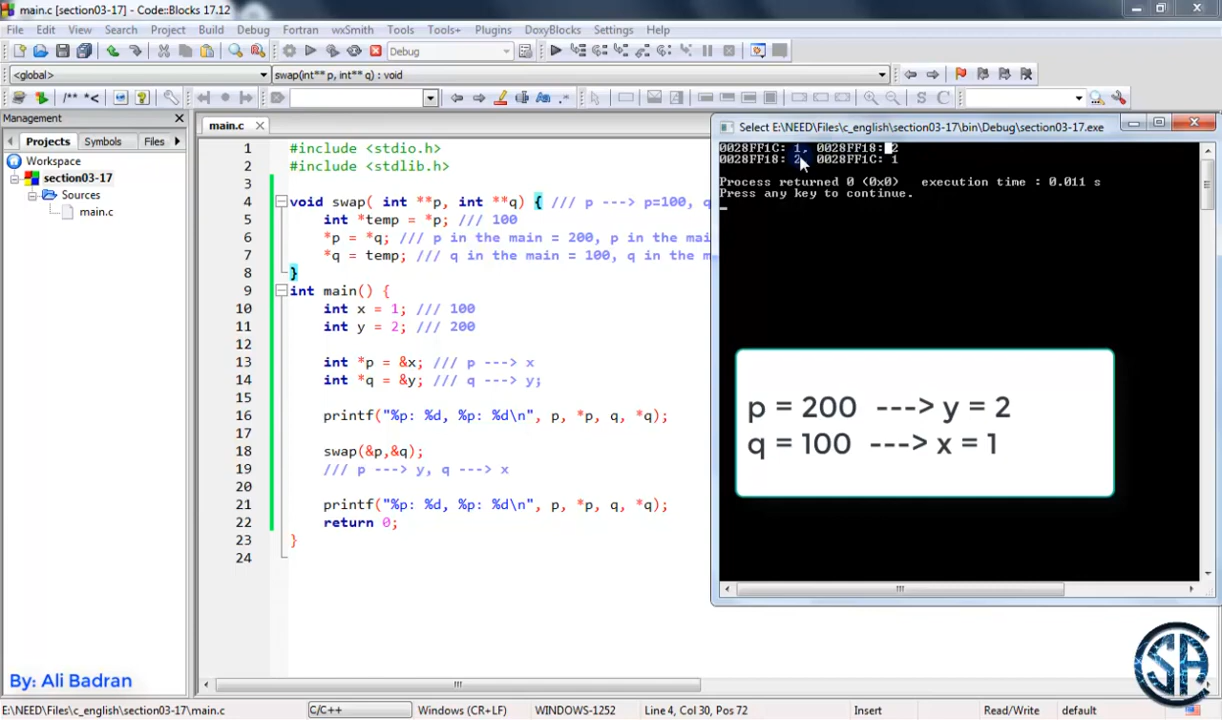 main.c [section03-17] - Code::Blocks 17.12
File Edit View Search Project Build Debug Fortran wxSmith Tools Tools+ Plugins DoxyBlocks Settings Help
Debug
<global> swap(int** p, int** q) : void
/** *<
S C
Management
Projects Symbols Files
Workspace
section03-17
Sources
main.c
main.c
1 #include <stdio.h>
2 #include <stdlib.h>
3
4 void swap( int **p, int **q) { /// p ---> p=100, q
5 int *temp = *p; /// 100
6 *p = *q; /// p in the main = 200, p in the mai
7 *q = temp; /// q in the main = 100, q in the m
8 }
9 int main() {
10 int x = 1; /// 100
11 int y = 2; /// 200
12
13 int *p = &x; /// p ---> x
14 int *q = &y; /// q ---> y;
15
16 printf("%p: %d, %p: %d\n", p, *p, q, *q);
17
18 swap(&p,&q);
19 /// p ---> y, q ---> x
20
21 printf("%p: %d, %p: %d\n", p, *p, q, *q);
22 return 0;
23 }
24
Select E:\NEED\Files\c_english\section03-17\bin\Debug\section03-17.exe
0028FF1C: 1, 0028FF18: 2
0028FF18: 2, 0028FF1C: 1
Process returned 0 (0x0) execution time : 0.011 s
Press any key to continue.
p = 200 ---> y = 2
q = 100 ---> x = 1
By: Ali Badran
E:\NEED\Files\c_english\section03-17\main.c C/C++ Windows (CR+LF) WINDOWS-1252 Line 4, Col 30, Pos 72 Insert Read/Write default